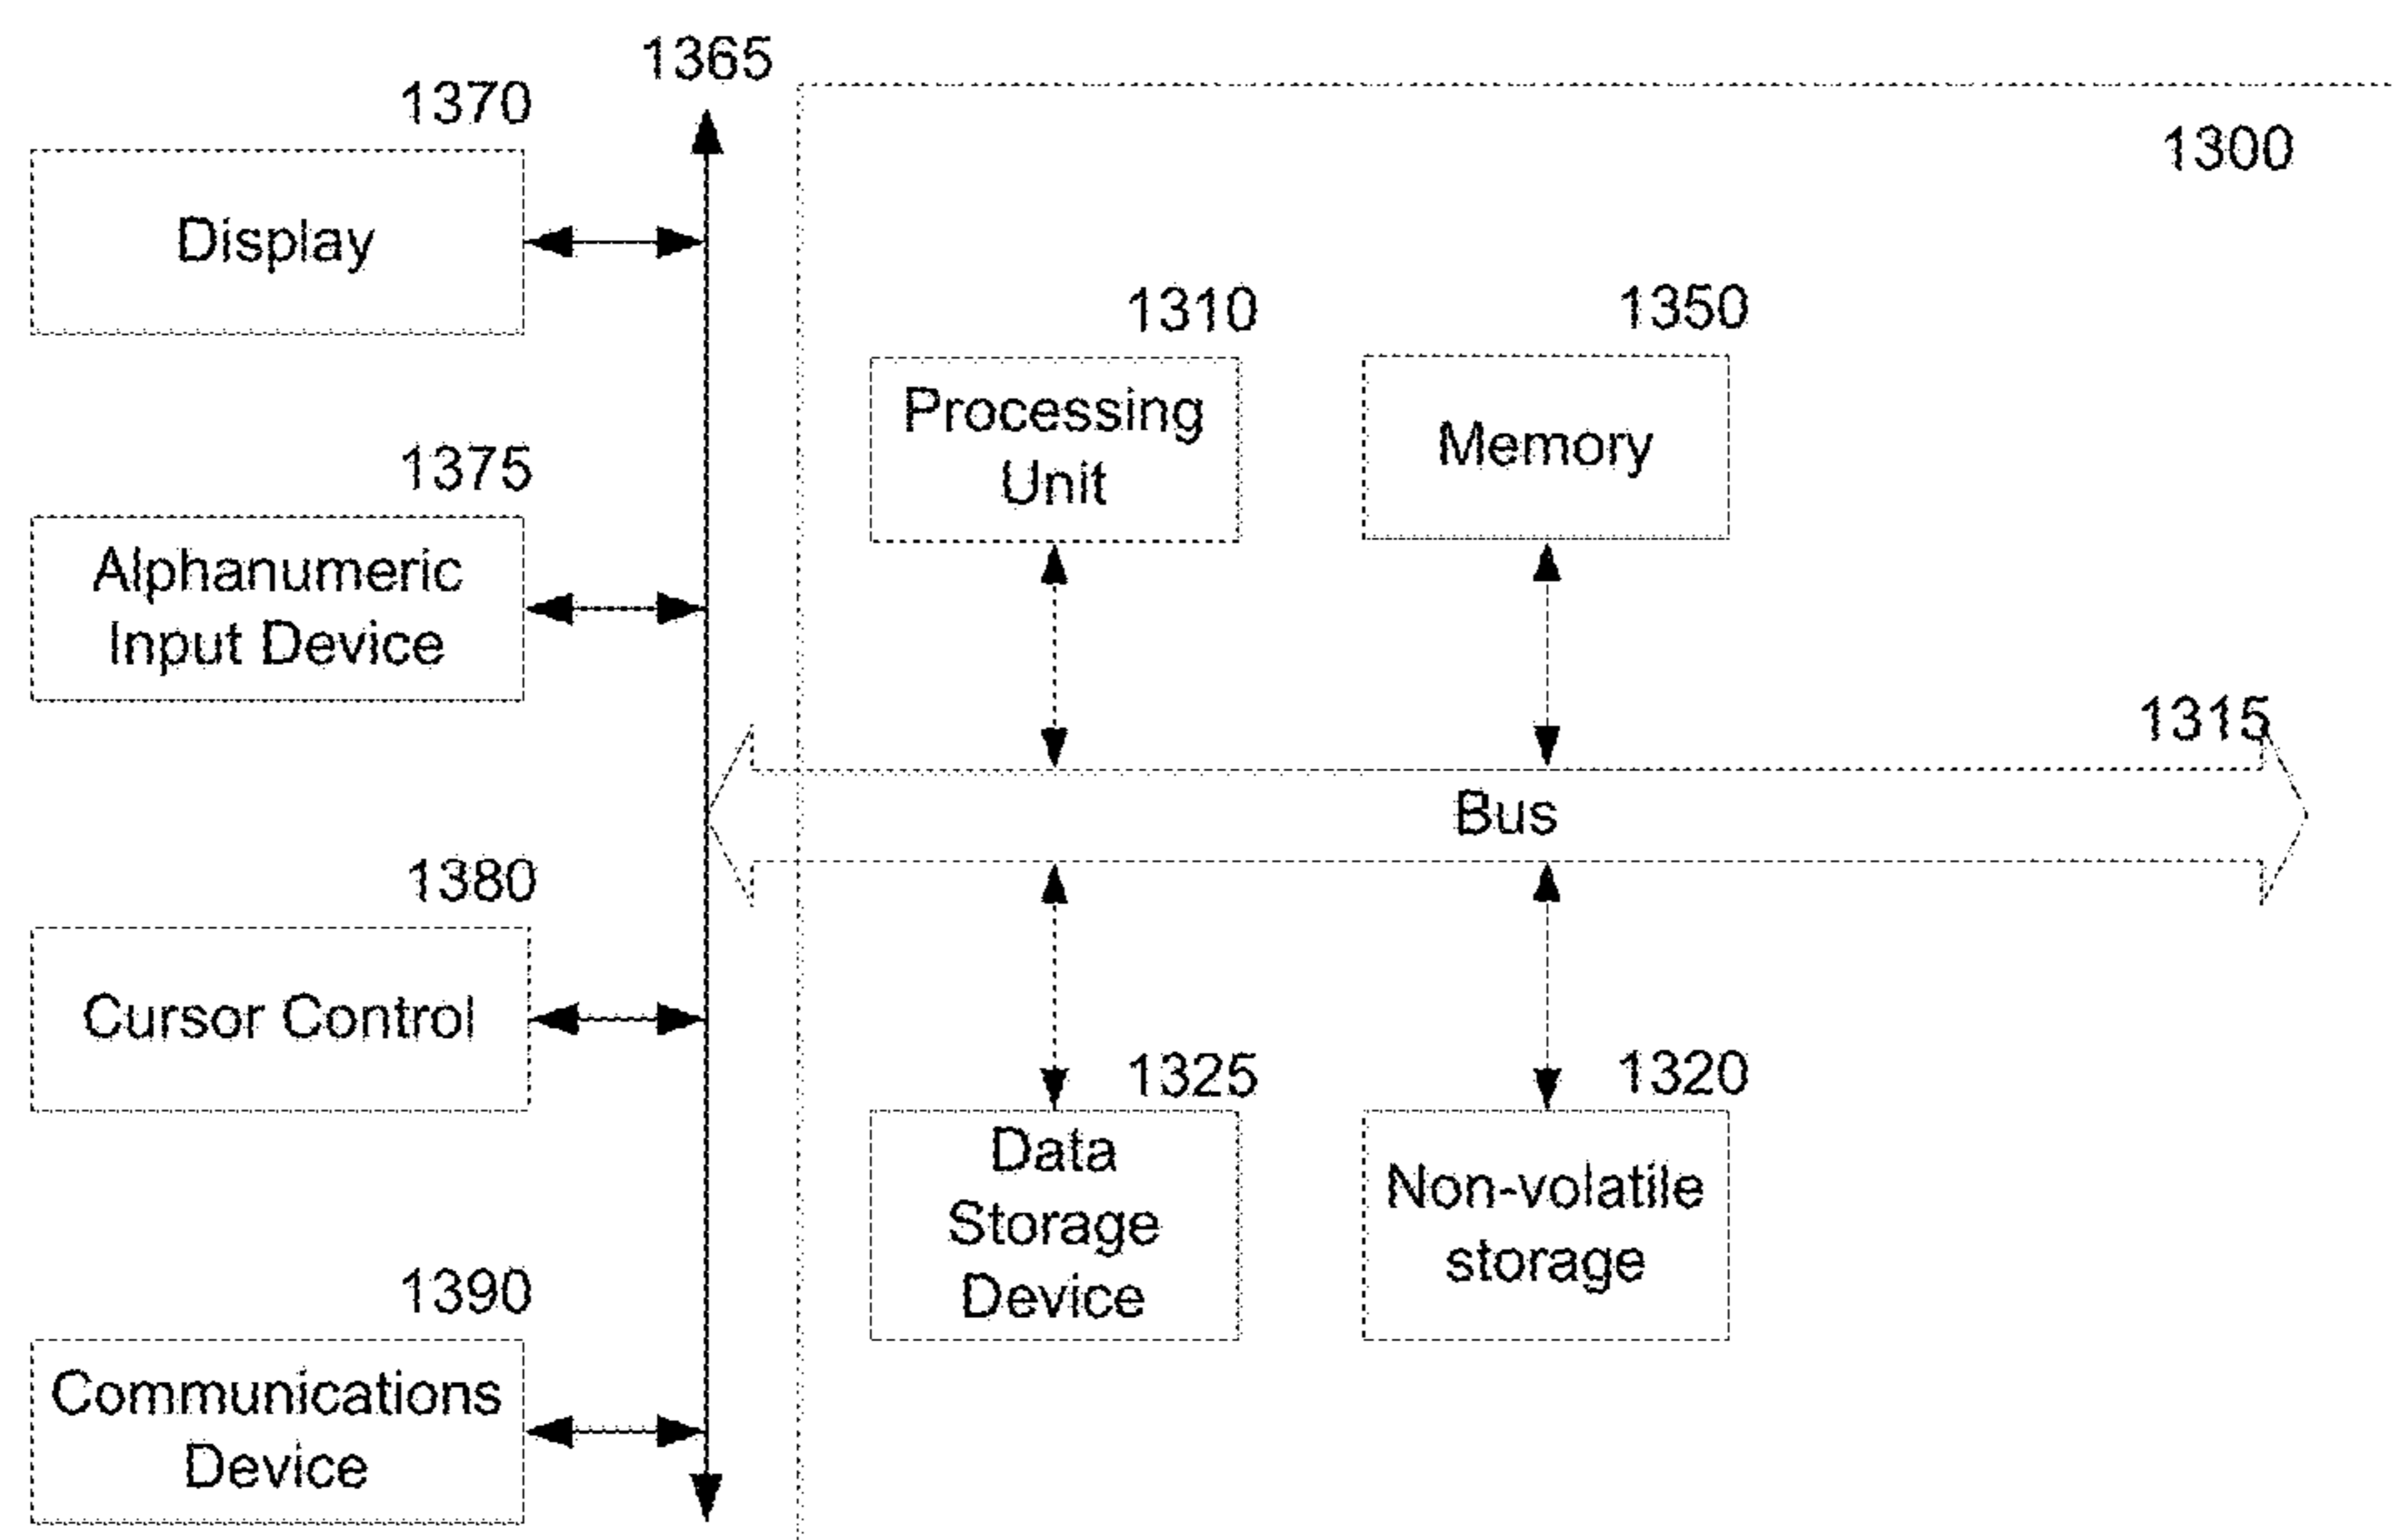 1365
1370
1300
Display
1310
1350
Processing
Unit
Memory
1375
Alphanumeric
Input Device
1315
Bus
1380
Cursor Control
1325
1320
Data
Storage
Device
Non-volatile
storage
1390
Communications
Device